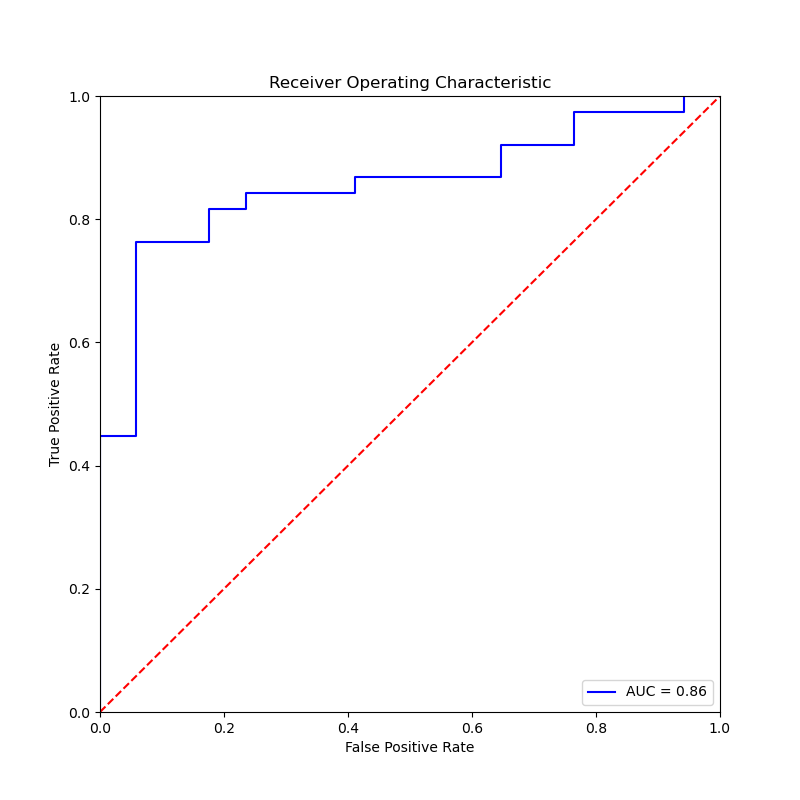 Receiver Operating Characteristic
1.0
0.8
0.6
0.4
0.2
0.0
True Positive Rate
AUC = 0.86
0.0 0.2 0.4 0.6 0.8 1.0
False Positive Rate